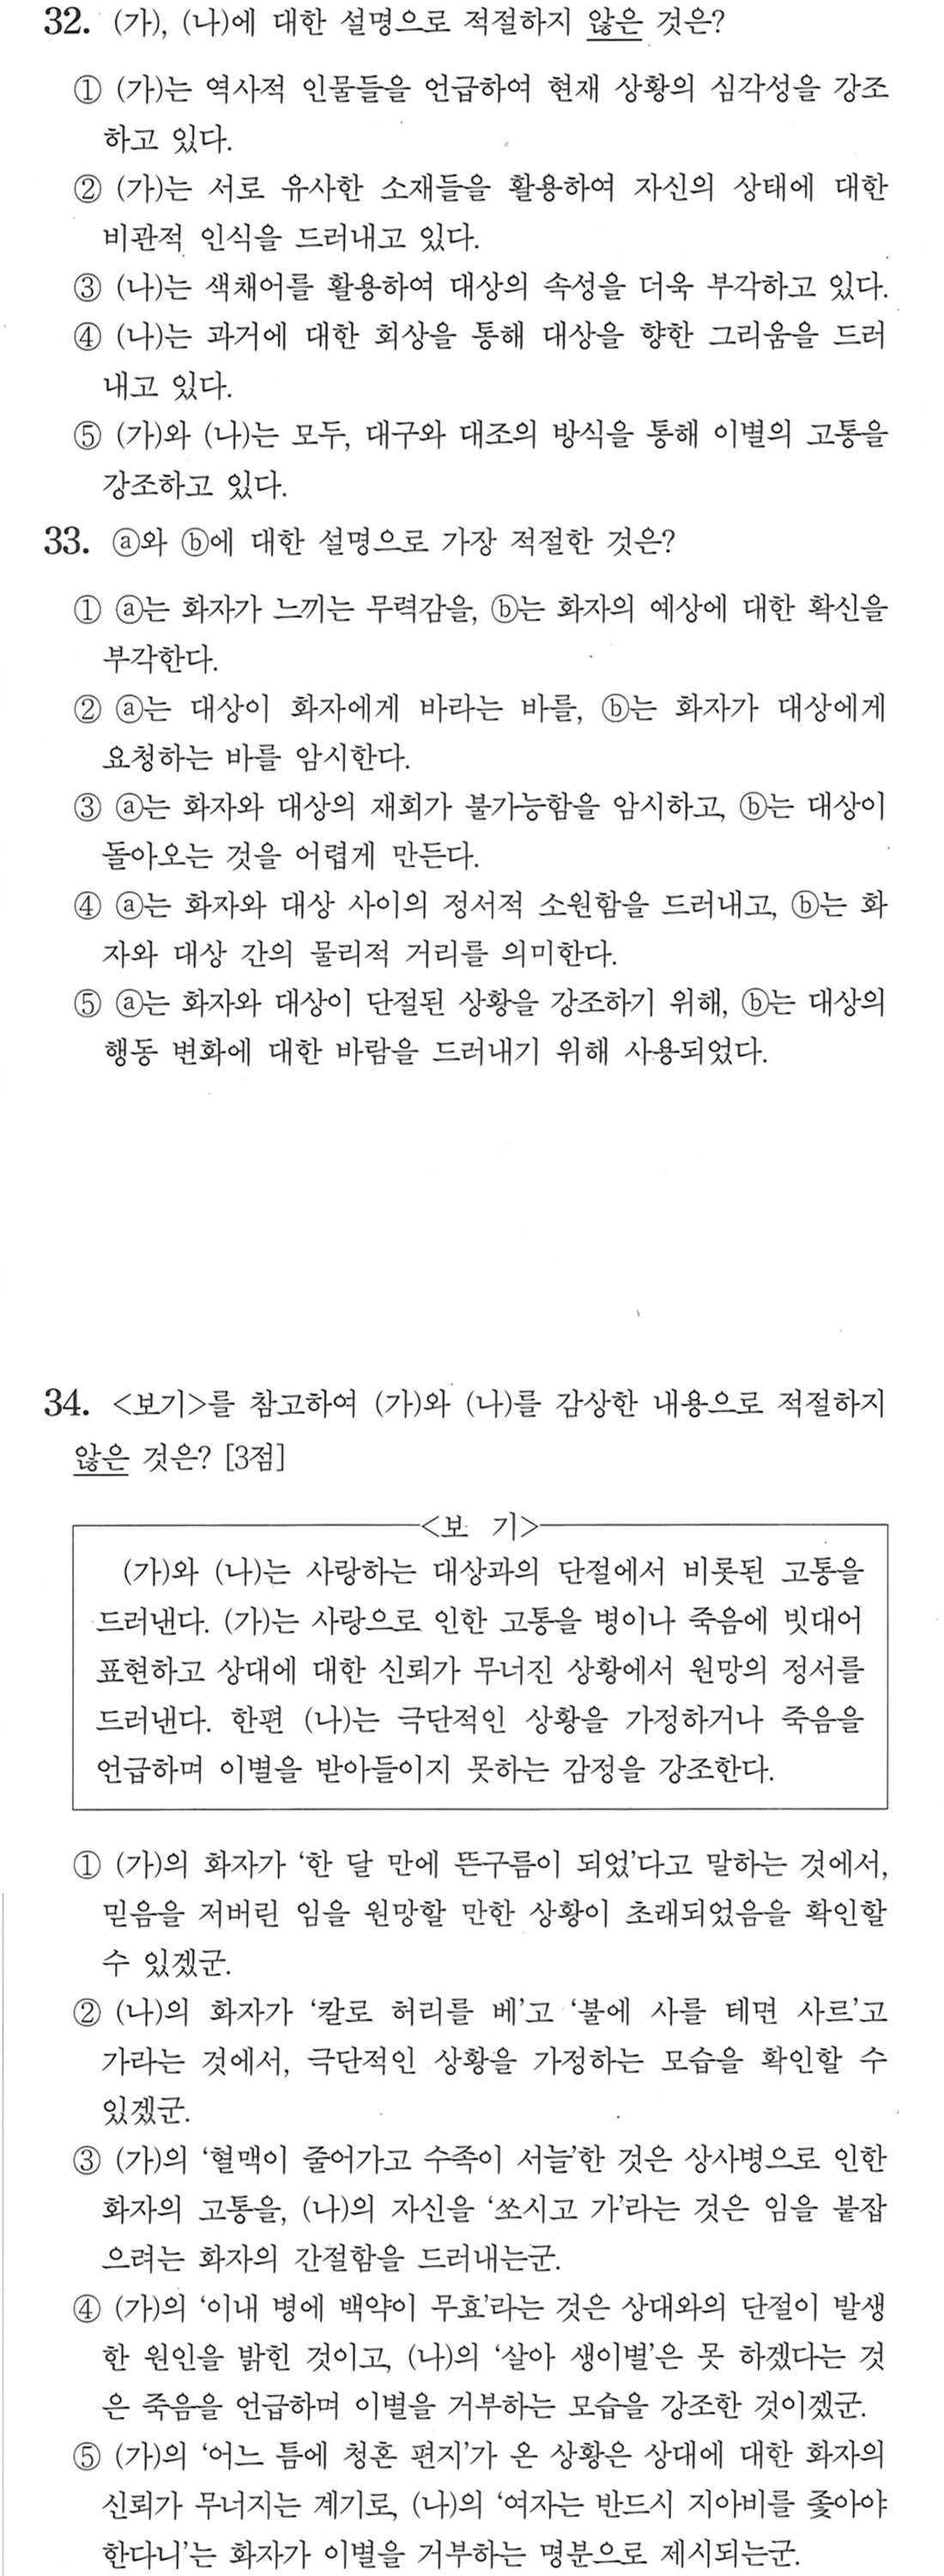 32. (가), (나)에 대한 설명으로 적절하지 않은 것은?
① (가)는 역사적 인물들을 언급하여 현재 상황의 심각성을 강조
하고 있다.
② (가)는 서로 유사한 소재들을 활용하여 자신의 상태에 대한
비관적 인식을 드러내고 있다.
③ (나)는 색채어를 활용하여 대상의 속성을 더욱 부각하고 있다.
④ (나)는 과거에 대한 회상을 통해 대상을 향한 그리움을 드러
내고 있다.
⑤ (가)와 (나)는 모두, 대구와 대조의 방식을 통해 이별의 고통을
강조하고 있다.
33. ⓐ와 ⓑ에 대한 설명으로 가장 적절한 것은?
① ⓐ는 화자가 느끼는 무력감을, ⓑ는 화자의 예상에 대한 확신을
부각한다.
② ⓐ는 대상이 화자에게 바라는 바를, ⓑ는 화자가 대상에게
요청하는 바를 암시한다.
③ ⓐ는 화자와 대상의 재회가 불가능함을 암시하고, ⓑ는 대상이
돌아오는 것을 어렵게 만든다.
④ ⓐ는 화자와 대상 사이의 정서적 소원함을 드러내고, ⓑ는 화
자와 대상 간의 물리적 거리를 의미한다.
⑤ ⓐ는 화자와 대상이 단절된 상황을 강조하기 위해, ⓑ는 대상의
행동 변화에 대한 바람을 드러내기 위해 사용되었다.
34. <보기>를 참고하여 (가)와 (나)를 감상한 내용으로 적절하지
않은 것은? [3점]
<보 기>
(가)와 (나)는 사랑하는 대상과의 단절에서 비롯된 고통을
드러낸다. (가)는 사랑으로 인한 고통을 병이나 죽음에 빗대어
표현하고 상대에 대한 신뢰가 무너진 상황에서 원망의 정서를
드러낸다. 한편 (나)는 극단적인 상황을 가정하거나 죽음을
언급하며 이별을 받아들이지 못하는 감정을 강조한다.
① (가)의 화자가 ‘한 달 만에 뜬구름이 되었’다고 말하는 것에서,
믿음을 저버린 임을 원망할 만한 상황이 초래되었음을 확인할
수 있겠군.
② (나)의 화자가 ‘칼로 허리를 베’고 ‘불에 사를 테면 사르’고
가라는 것에서, 극단적인 상황을 가정하는 모습을 확인할 수
있겠군.
③ (가)의 ‘혈맥이 줄어가고 수족이 서늘’한 것은 상사병으로 인한
화자의 고통을, (나)의 자신을 ‘쏘시고 가’라는 것은 임을 붙잡
으려는 화자의 간절함을 드러내는군.
④ (가)의 ‘이내 병에 백약이 무효’라는 것은 상대와의 단절이 발생
한 원인을 밝힌 것이고, (나)의 ‘살아 생이별’은 못 하겠다는 것
은 죽음을 언급하며 이별을 거부하는 모습을 강조한 것이겠군.
⑤ (가)의 ‘어느 틈에 청혼 편지’가 온 상황은 상대에 대한 화자의
신뢰가 무너지는 계기로, (나)의 ‘여자는 반드시 지아비를 좇아야
한다니’는 화자가 이별을 거부하는 명분으로 제시되는군.